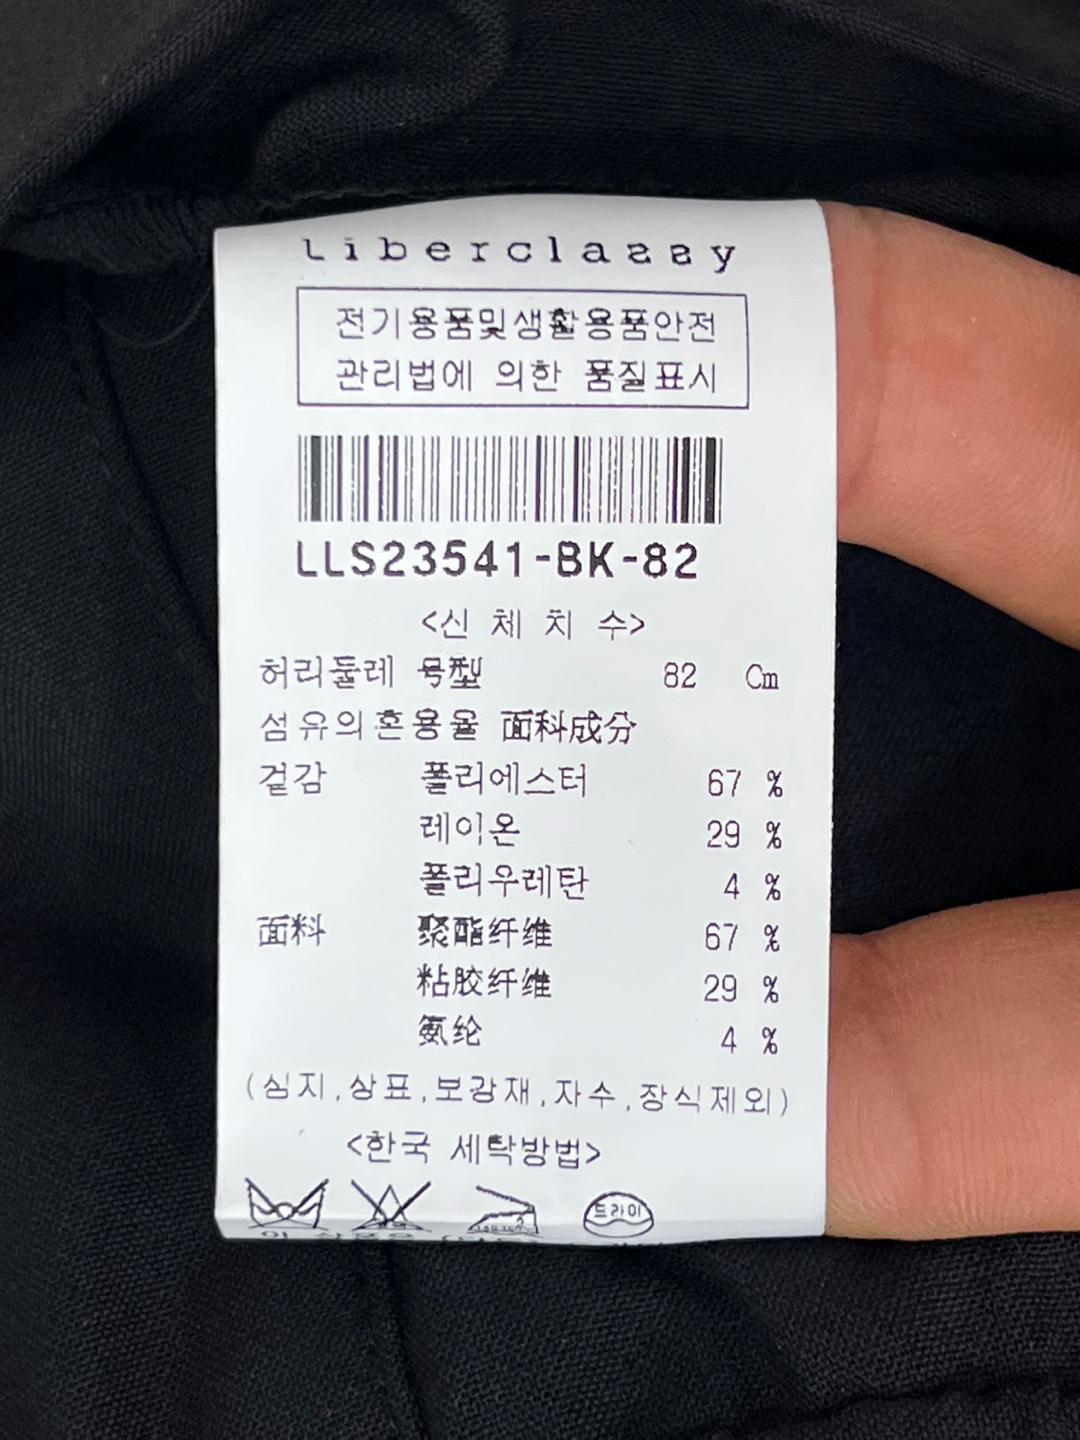 Liberclassy
전기용품및생활용품안전
관리법에 의한 품질표시
LLS23541-BK-82
<신 체 치 수>
허리둘레 号型 82 Cm
섬유의혼용율 面科成分
겉감 폴리에스터 67 %
레이온 29 %
폴리우레탄 4 %
面料 聚酯纤维 67 %
粘胶纤维 29 %
氨纶 4 %
(심지,상표,보강재,자수,장식제외)
<한국 세탁방법>
드라이